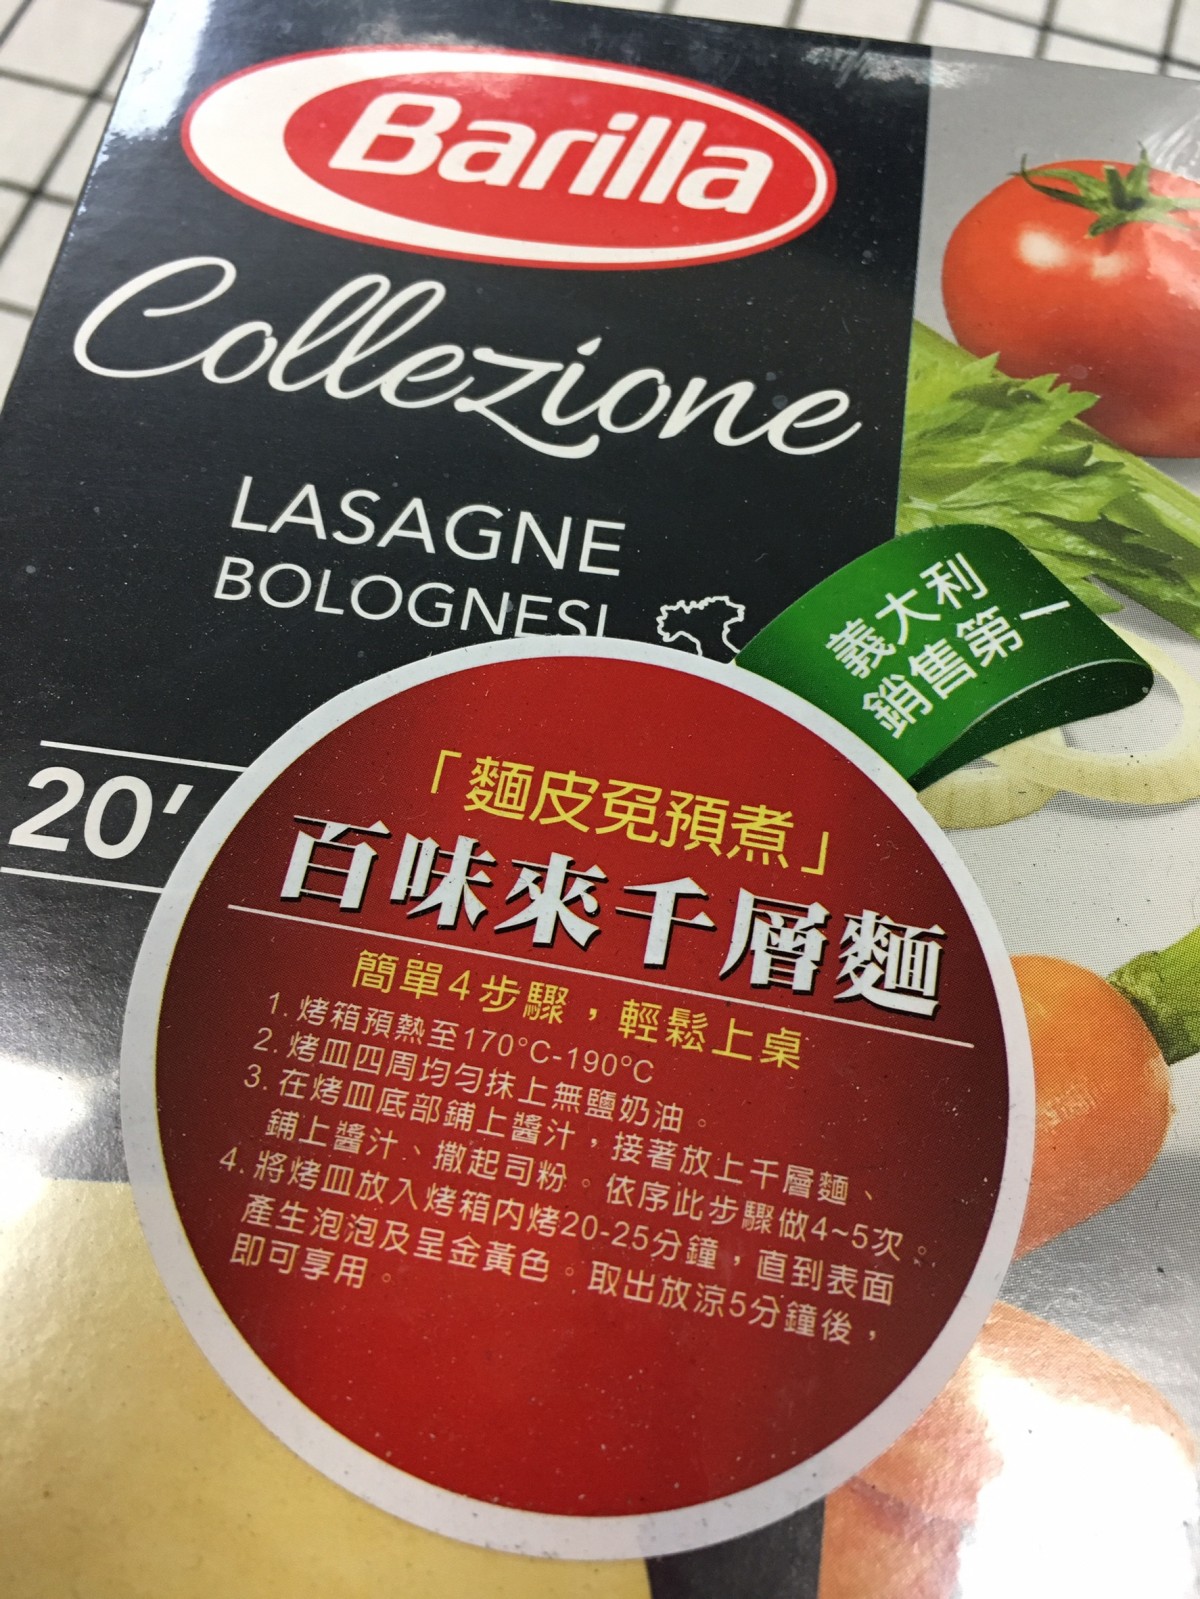 Barilla
Collezione
LASAGNE
BOLOGNESI
義大利
銷售第一
20'
「麵皮免預煮」
百味來千層麵
簡單4步驟，輕鬆上桌
1. 烤箱預熱至170°C-190°C
2. 烤皿四周均勻抹上無鹽奶油。
3. 在烤皿底部鋪上醬汁，接著放上千層麵、
鋪上醬汁、撒起司粉。依序此步驟做4~5次。
4. 將烤皿放入烤箱內烤20-25分鐘，直到表面
產生泡泡及呈金黃色。取出放涼5分鐘後，
即可享用。